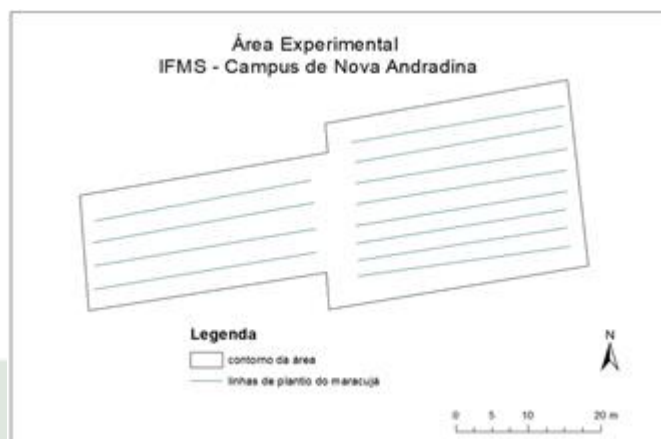 Área Experimental
IFMS - Campus de Nova Andradina
Legenda
contorno da área
linhas de plantio do maracujá
N
0 5 10 20 m